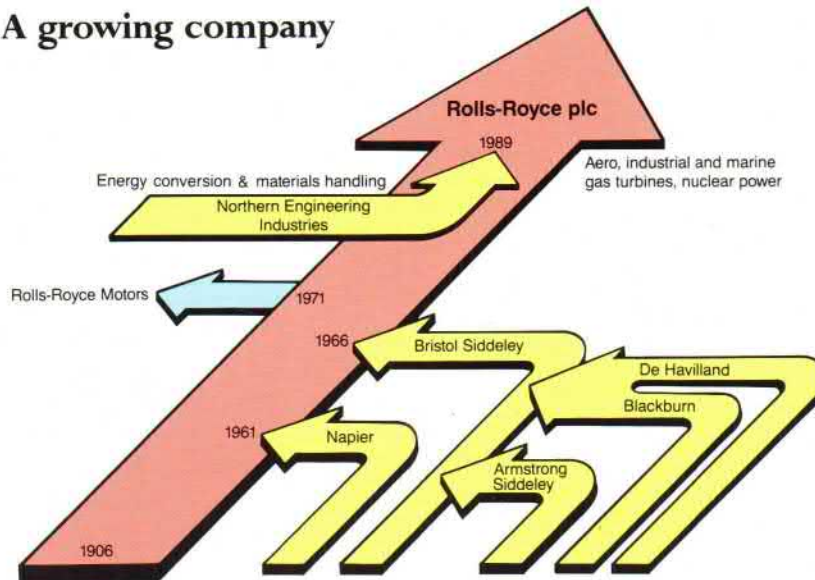 A growing company
Rolls-Royce plc
1989
Energy conversion & materials handling
Aero, industrial and marine
gas turbines, nuclear power
Northern Engineering
Industries
Rolls-Royce Motors
1971
1966
Bristol Siddeley
De Havilland
Blackburn
1961
Napier
Armstrong
Siddeley
1906